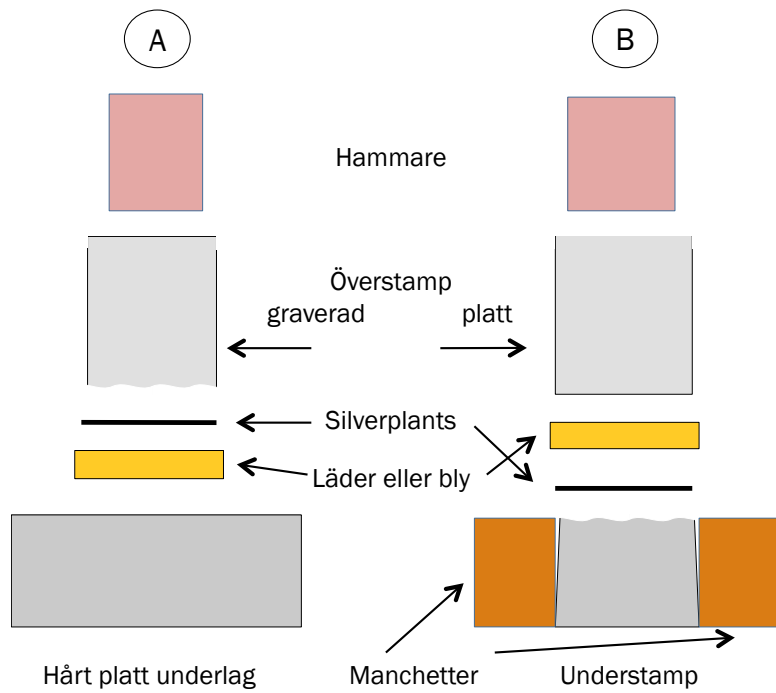 A
B
Hammare
Överstamp
graverad platt
Silverplants
Läder eller bly
Hårt platt underlag
Manchetter
Understamp